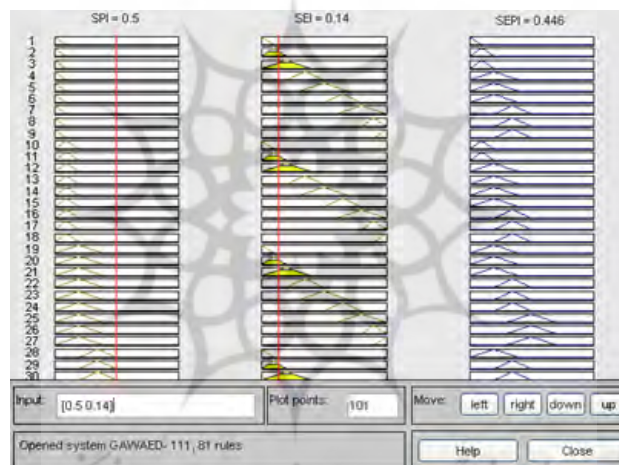 SPI = 0.5
SEI = 0.14
SEPI = 0.446
1
2
3
4
5
6
7
8
9
10
11
12
13
14
15
16
17
18
19
20
21
22
23
24
25
26
27
28
29
30
Input:
[0.5 0.14]
Plot points:
101
Move:
left
right
down
up
Opened system GAWAED- 111, 81 rules
Help
Close